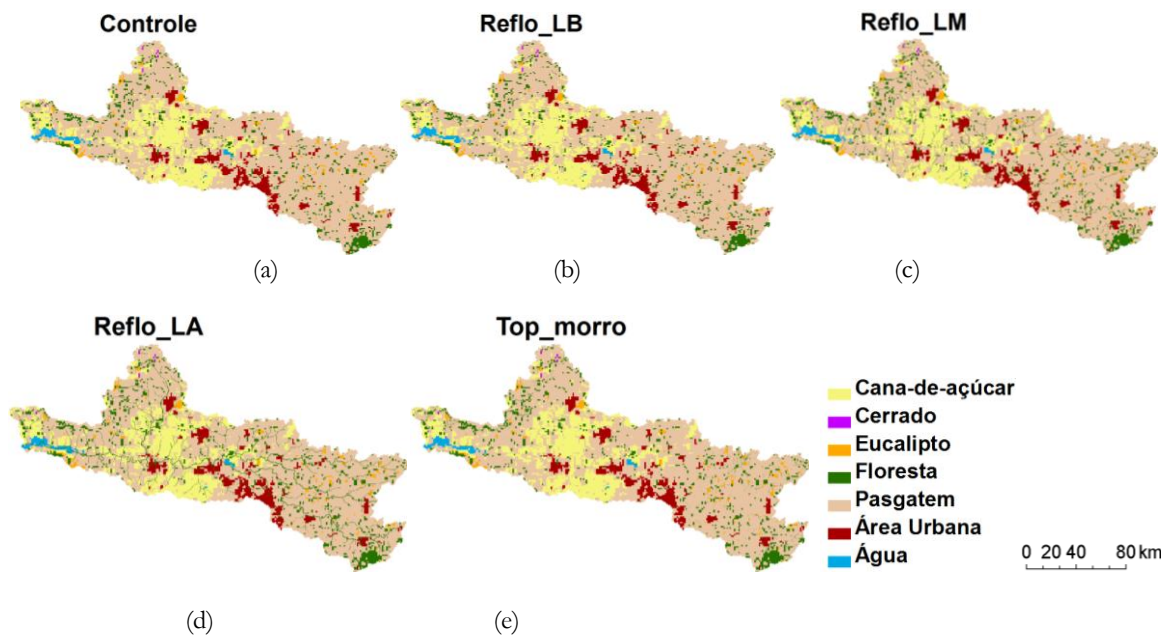 Controle
Reflo_LB
Reflo_LM
(a)
(b)
(c)
Reflo_LA
Top_morro
Cana-de-açúcar
Cerrado
Eucalipto
Floresta
Pasgatem
Área Urbana
Água
0 20 40 80 km
(d)
(e)